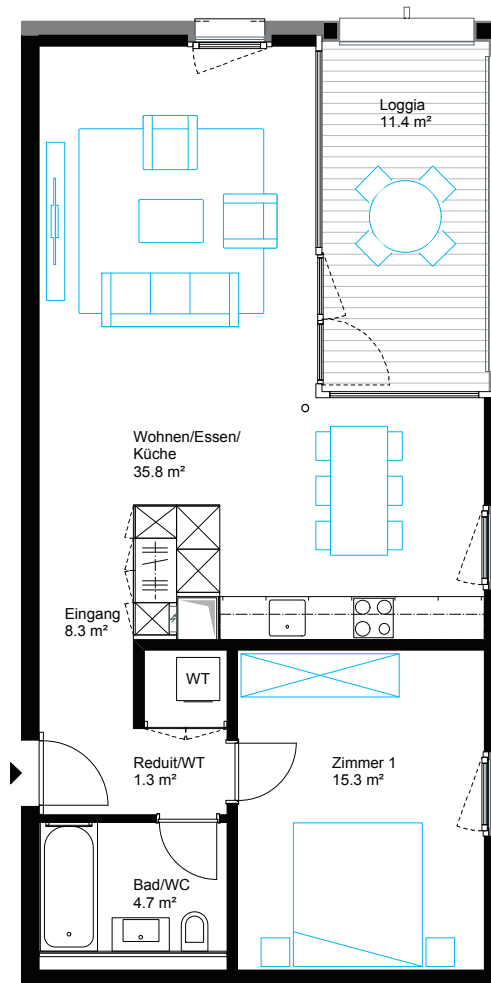 Loggia
11.4 m²
Wohnen/Essen/
Küche
35.8 m²
Eingang
8.3 m²
WT
Reduit/WT
1.3 m²
Zimmer 1
15.3 m²
Bad/WC
4.7 m²